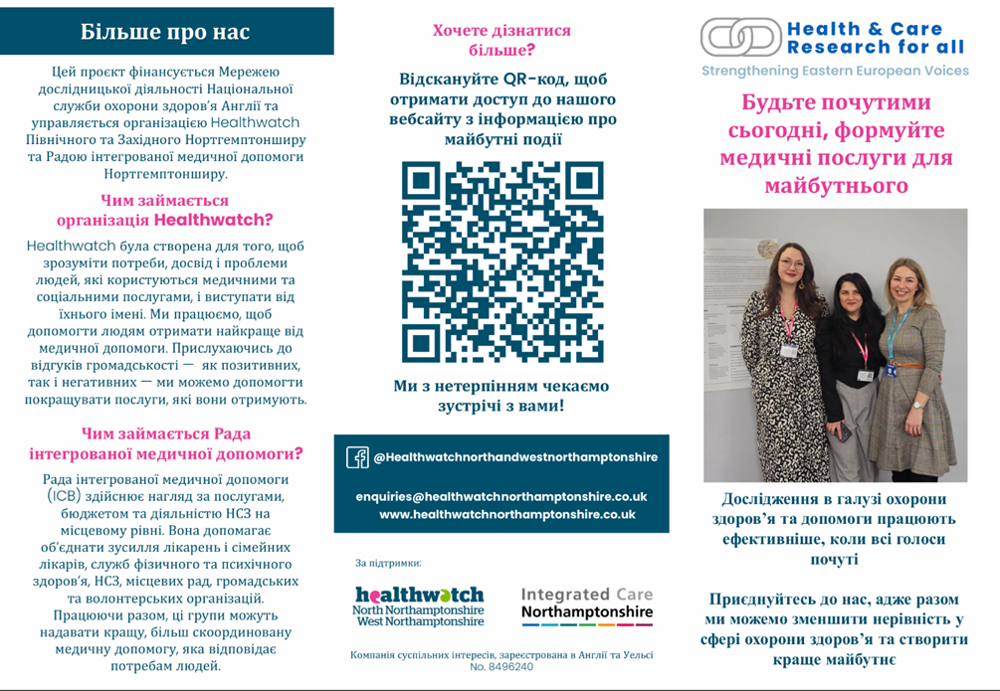 Більше про нас
Цей проєкт фінансується Мережею
дослідницької діяльності Національної
служби охорони здоров’я Англії та
управляється організацією Healthwatch
Північного та Західного Нортгемптонширу
та Радою інтегрованої медичної допомоги
Нортгемптонширу.
Чим займається
організація Healthwatch?
Healthwatch була створена для того, щоб
зрозуміти потреби, досвід і проблеми
людей, які користуються медичними та
соціальними послугами, і виступати від
їхнього імені. Ми працюємо, щоб
допомогти людям отримати найкраще від
медичної допомоги. Прислухаючись до
відгуків громадськості — як позитивних,
так і негативних — ми можемо допомогти
покращувати послуги, які вони отримують.
Чим займається Рада
інтегрованої медичної допомоги?
Рада інтегрованої медичної допомоги
(ICB) здійснює нагляд за послугами,
бюджетом та діяльністю НСЗ на
місцевому рівні. Вона допомагає
об’єднати зусилля лікарень і сімейних
лікарів, служб фізичного та психічного
здоров’я, НСЗ, місцевих рад, громадських
та волонтерських організацій.
Працюючи разом, ці групи можуть
надавати кращу, більш скоординовану
медичну допомогу, яка відповідає
потребам людей.
Хочете дізнатися
більше?
Відскануйте QR-код, щоб
отримати доступ до нашого
вебсайту з інформацією про
майбутні події
Ми з нетерпінням чекаємо
зустрічі з вами!
@Healthwatchnorthandwestnorthamptonshire
enquiries@healthwatchnorthamptonshire.co.uk
www.healthwatchnorthamptonshire.co.uk
За підтримки:
healthwatch
North Northamptonshire
West Northamptonshire
Integrated Care
Northamptonshire
Компанія суспільних інтересів, зареєстрована в Англії та Уельсі
No. 8496240
Health & Care
Research for all
Strengthening Eastern European Voices
Будьте почутими
сьогодні, формуйте
медичні послуги для
майбутнього
Дослідження в галузі охорони
здоров’я та допомоги працюють
ефективніше, коли всі голоси
почуті
Приєднуйтесь до нас, адже разом
ми можемо зменшити нерівність у
сфері охорони здоров’я та створити
краще майбутнє